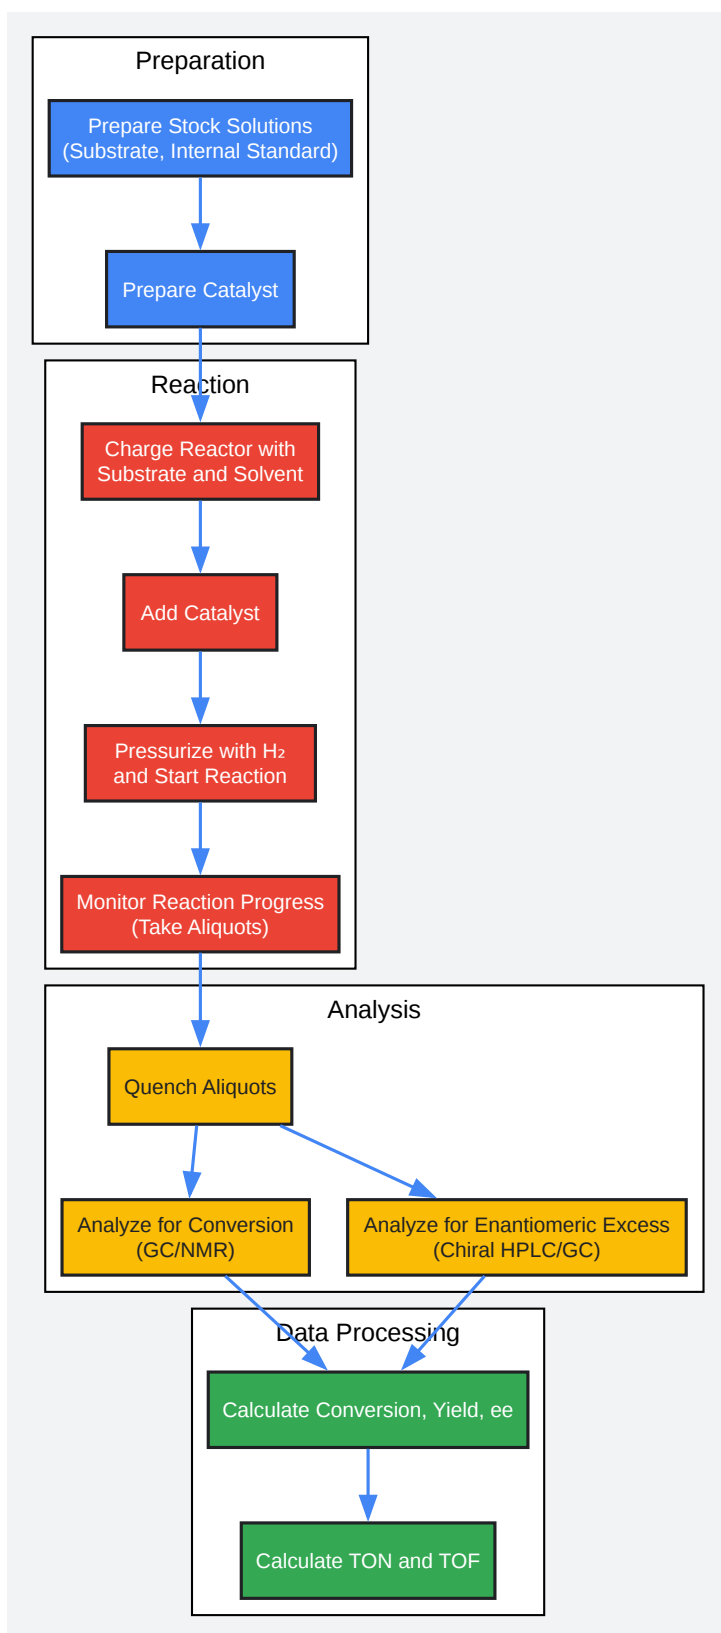 Preparation
Prepare Stock Solutions
(Substrate, Internal Standard)
Prepare Catalyst
Reaction
Charge Reactor with
Substrate and Solvent
Add Catalyst
Pressurize with H₂
and Start Reaction
Monitor Reaction Progress
(Take Aliquots)
Analysis
Quench Aliquots
Analyze for Conversion
(GC/NMR)
Analyze for Enantiomeric Excess
(Chiral HPLC/GC)
Data Processing
Calculate Conversion, Yield, ee
Calculate TON and TOF